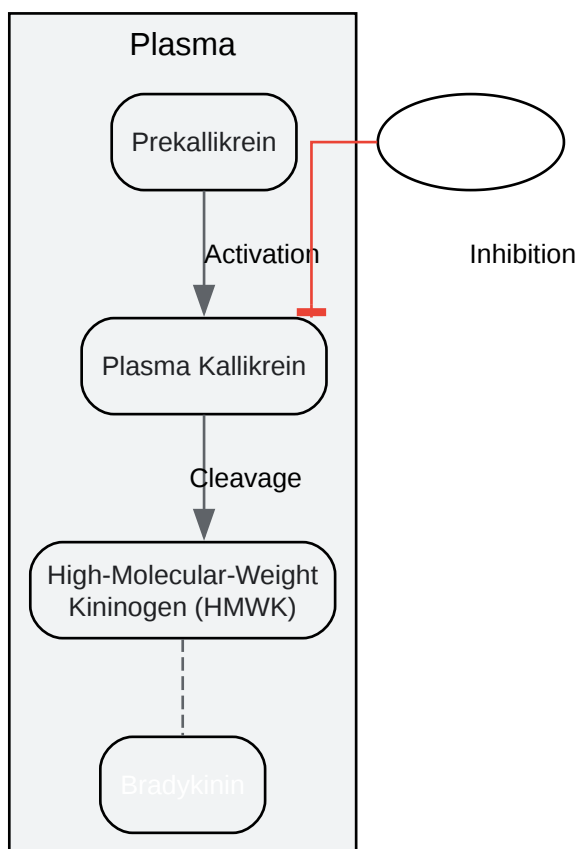 Plasma
Prekallikrein
Activation
Inhibition
Plasma Kallikrein
Cleavage
High-Molecular-Weight
Kininogen (HMWK)
Bradykinin